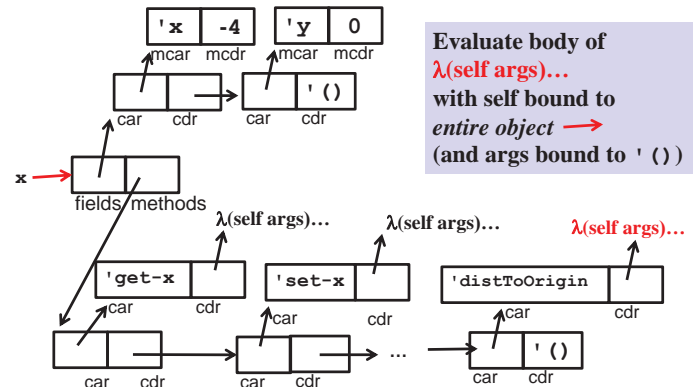 'x -4 'y 0
mcar mcdr mcar mcdr
Evaluate body of
λ(self args)…
with self bound to
entire object
(and args bound to '())
'()
car cdr car cdr
x
fields methods
λ(self args)… λ(self args)… λ(self args)…
'get-x 'set-x 'distToOrigin
car cdr car cdr car cdr
... '()
car cdr car cdr car cdr